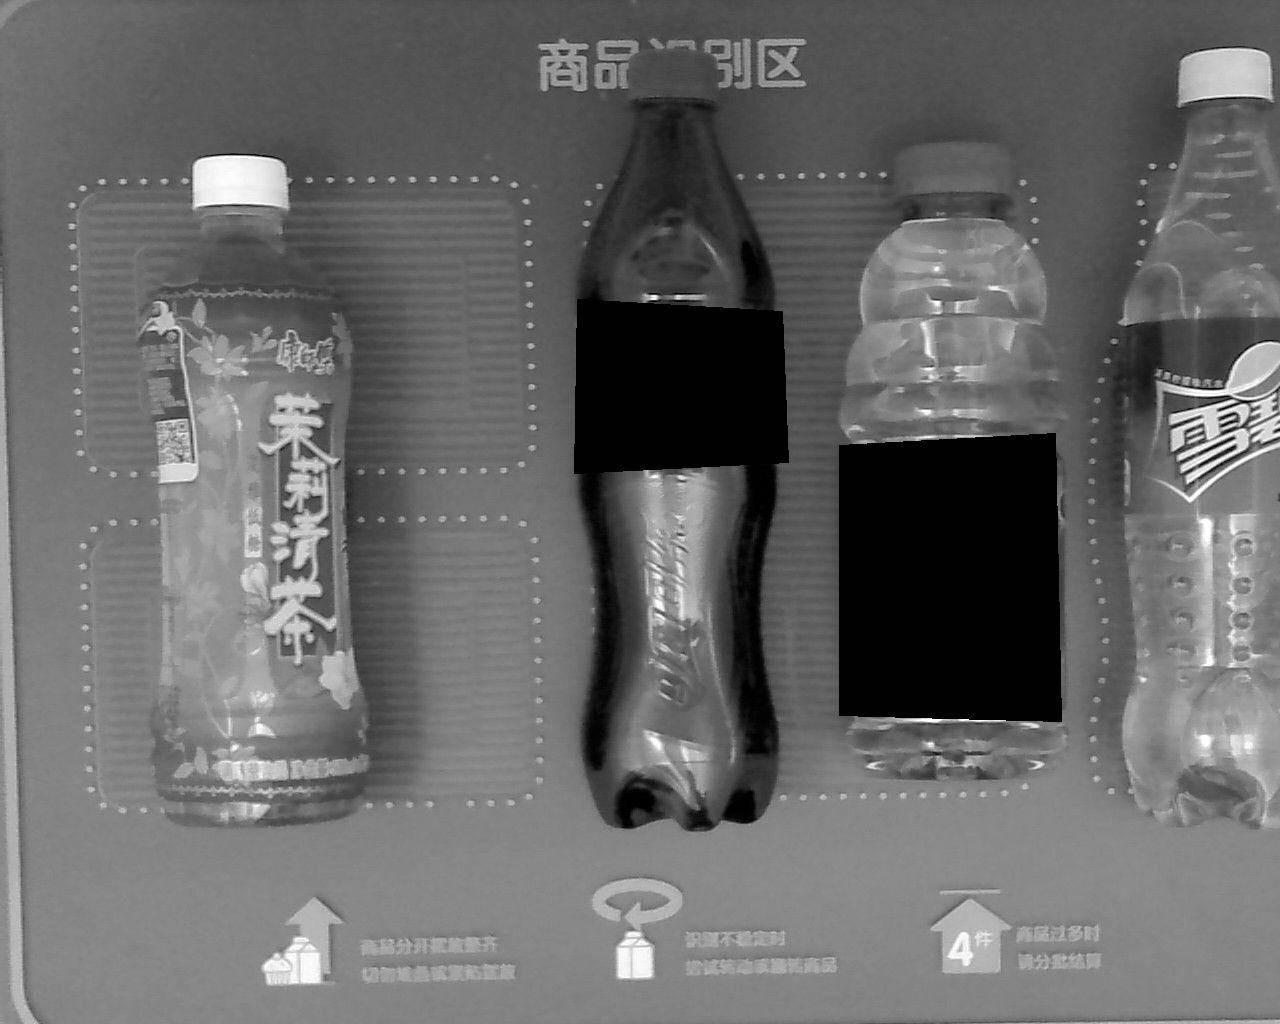 商品识别区
康师傅
茉莉清茶
雪碧
商品分开摆放整齐
切勿堆叠或紧贴摆放
识别不稳定时
尝试转动或翻转商品
4件
商品过多时
请分批结算